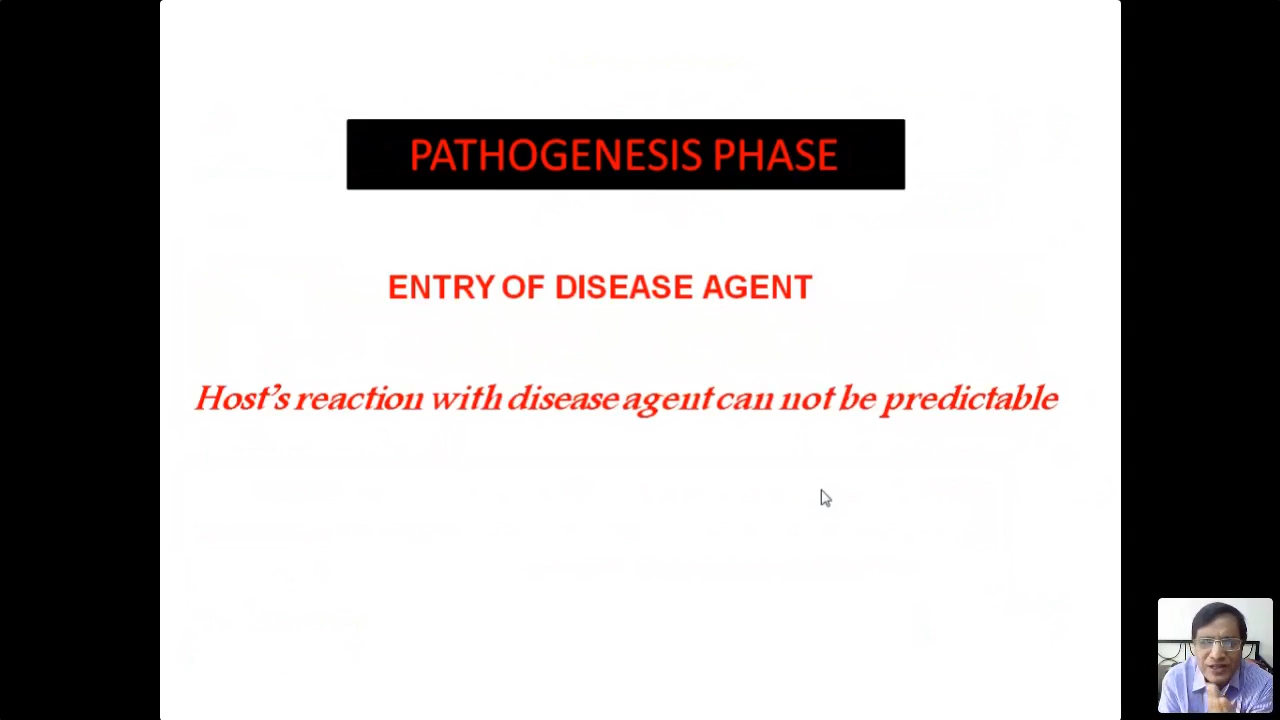 PATHOGENESIS PHASE
ENTRY OF DISEASE AGENT
Host's reaction with disease agent can not be predictable